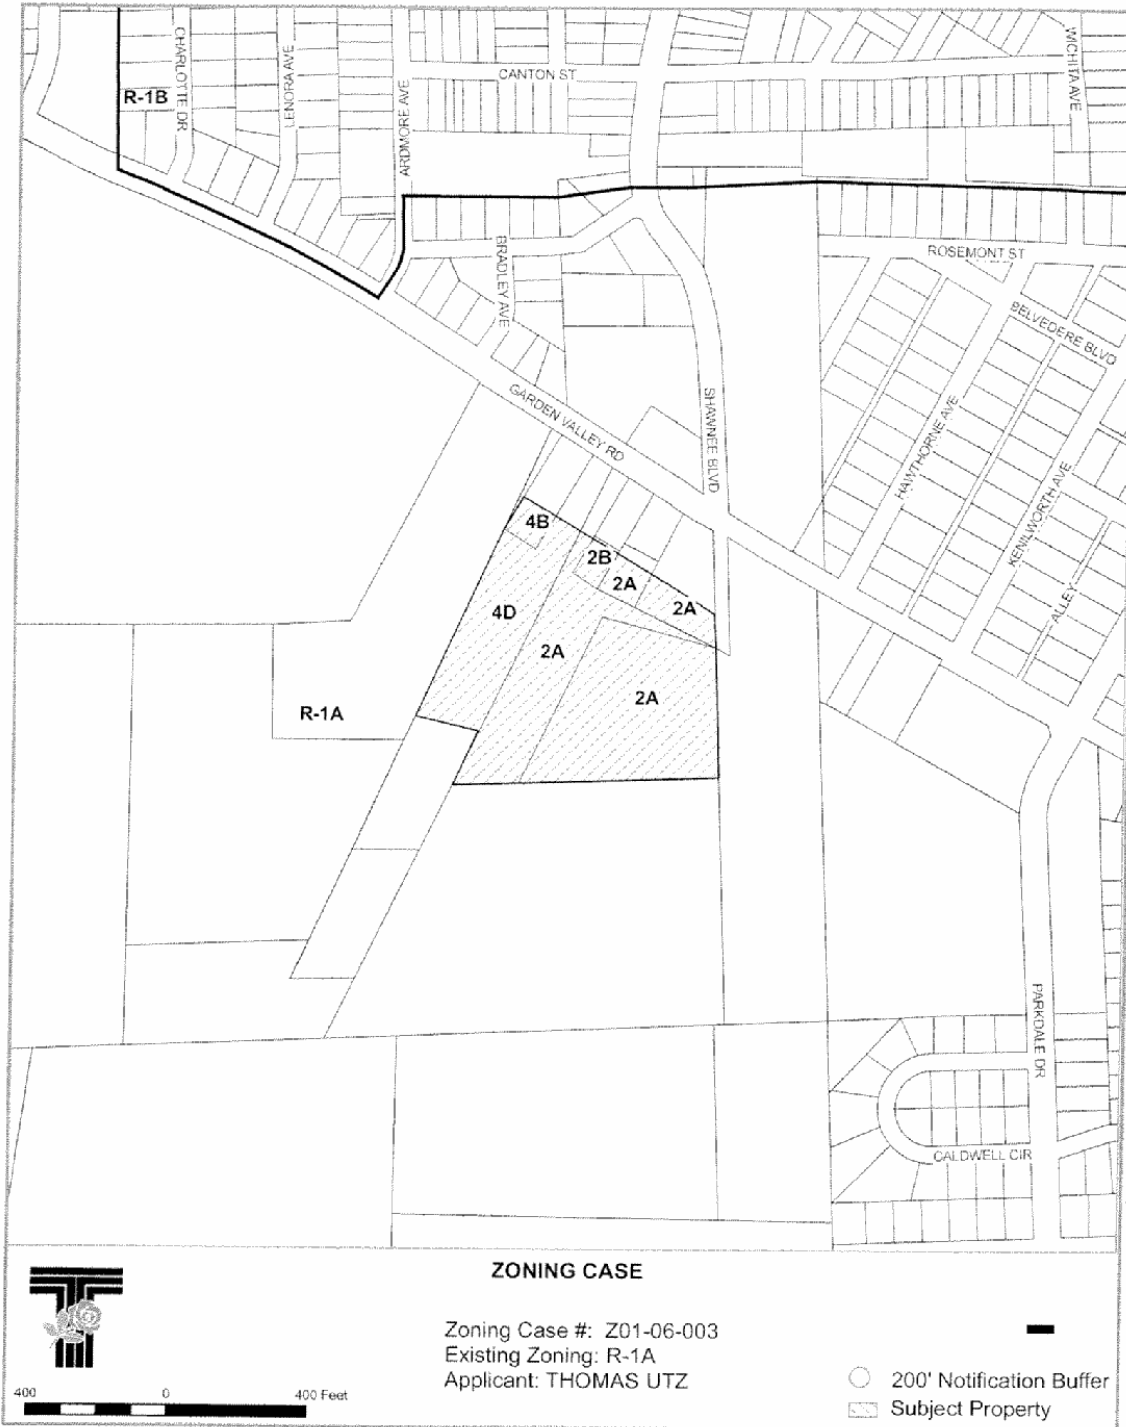 CHARLOTTE DR
LENORA AVE
ARDMORE AVE
CANTON ST
WICHITA AVE
R-1B
BRADLEY AVE
ROSEMONT ST
BELVEDERE BLVD
GARDEN VALLEY RD
SHAWNEE BLVD
HAWTHORNE AVE
KENILWORTH AVE
ALLEY
4B
2B
2A
2A
4D
2A
2A
R-1A
PARKDALE DR
CALDWELL CIR
ZONING CASE
Zoning Case #: Z01-06-003
Existing Zoning: R-1A
Applicant: THOMAS UTZ
200' Notification Buffer
Subject Property
400 0 400 Feet